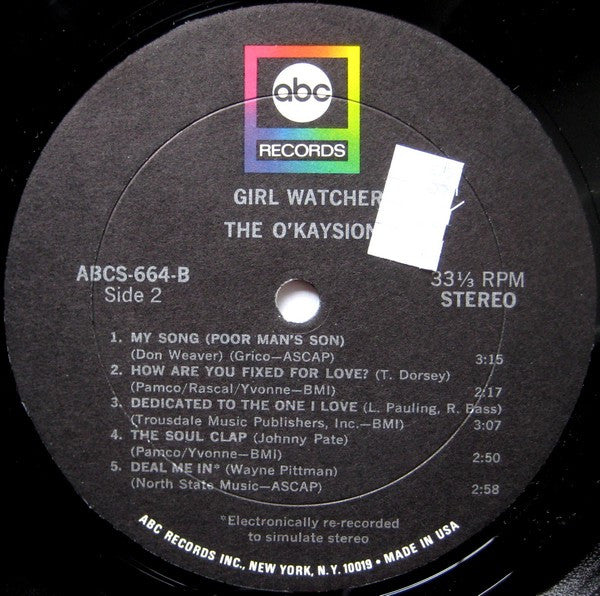 abc
RECORDS
GIRL WATCHER
THE O'KAYSION
ABCS-664-B
Side 2
33⅓ RPM
STEREO
1. MY SONG (POOR MAN'S SON)
(Don Weaver) (Grico—ASCAP) 3:15
2. HOW ARE YOU FIXED FOR LOVE? (T. Dorsey)
(Pamco/Rascal/Yvonne—BMI) 2:17
3. DEDICATED TO THE ONE I LOVE (L. Pauling, R. Bass)
(Trousdale Music Publishers, Inc.—BMI) 3:07
4. THE SOUL CLAP (Johnny Pate)
(Pamco/Yvonne—BMI) 2:50
5. DEAL ME IN* (Wayne Pittman)
(North State Music—ASCAP) 2:58
*Electronically re-recorded
to simulate stereo
ABC RECORDS INC., NEW YORK, N.Y. 10019 • MADE IN USA